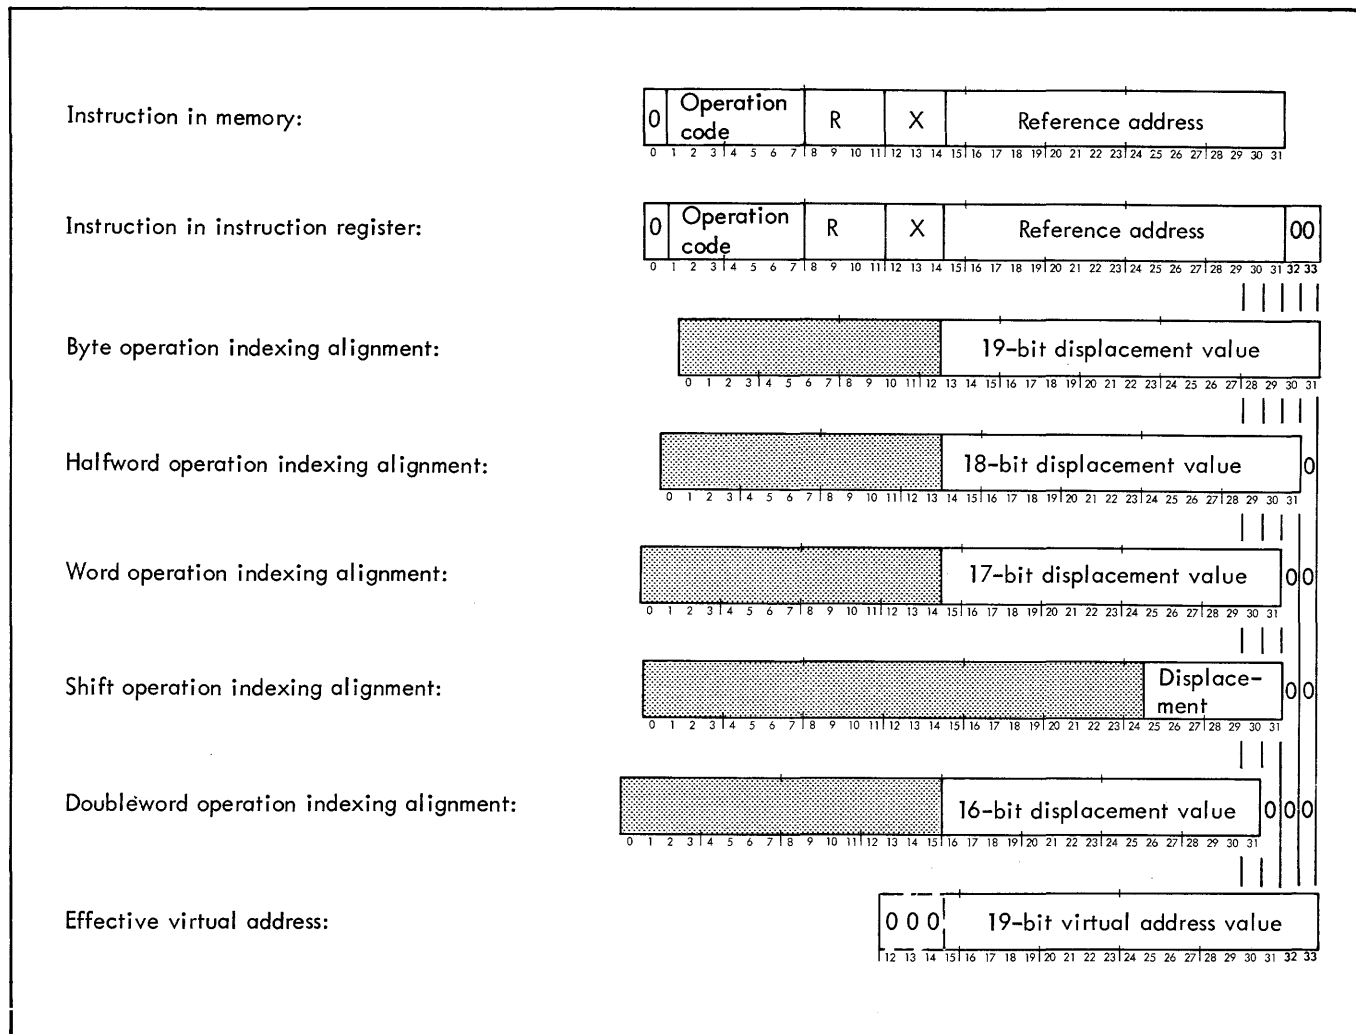 Instruction in memory:
0 Operation code R X Reference address
0 1 2 3 4 5 6 7 8 9 10 11 12 13 14 15 16 17 18 19 20 21 22 23 24 25 26 27 28 29 30 31
Instruction in instruction register:
0 Operation code R X Reference address 00
0 1 2 3 4 5 6 7 8 9 10 11 12 13 14 15 16 17 18 19 20 21 22 23 24 25 26 27 28 29 30 31 32 33
Byte operation indexing alignment:
19-bit displacement value
0 1 2 3 4 5 6 7 8 9 10 11 12 13 14 15 16 17 18 19 20 21 22 23 24 25 26 27 28 29 30 31
Halfword operation indexing alignment:
18-bit displacement value 0
0 1 2 3 4 5 6 7 8 9 10 11 12 13 14 15 16 17 18 19 20 21 22 23 24 25 26 27 28 29 30 31
Word operation indexing alignment:
17-bit displacement value 0 0
0 1 2 3 4 5 6 7 8 9 10 11 12 13 14 15 16 17 18 19 20 21 22 23 24 25 26 27 28 29 30 31
Shift operation indexing alignment:
Displace-
ment 0 0
0 1 2 3 4 5 6 7 8 9 10 11 12 13 14 15 16 17 18 19 20 21 22 23 24 25 26 27 28 29 30 31
Doubleword operation indexing alignment:
16-bit displacement value 0 0 0
0 1 2 3 4 5 6 7 8 9 10 11 12 13 14 15 16 17 18 19 20 21 22 23 24 25 26 27 28 29 30 31
Effective virtual address:
0 0 0 19-bit virtual address value
12 13 14 15 16 17 18 19 20 21 22 23 24 25 26 27 28 29 30 31 32 33